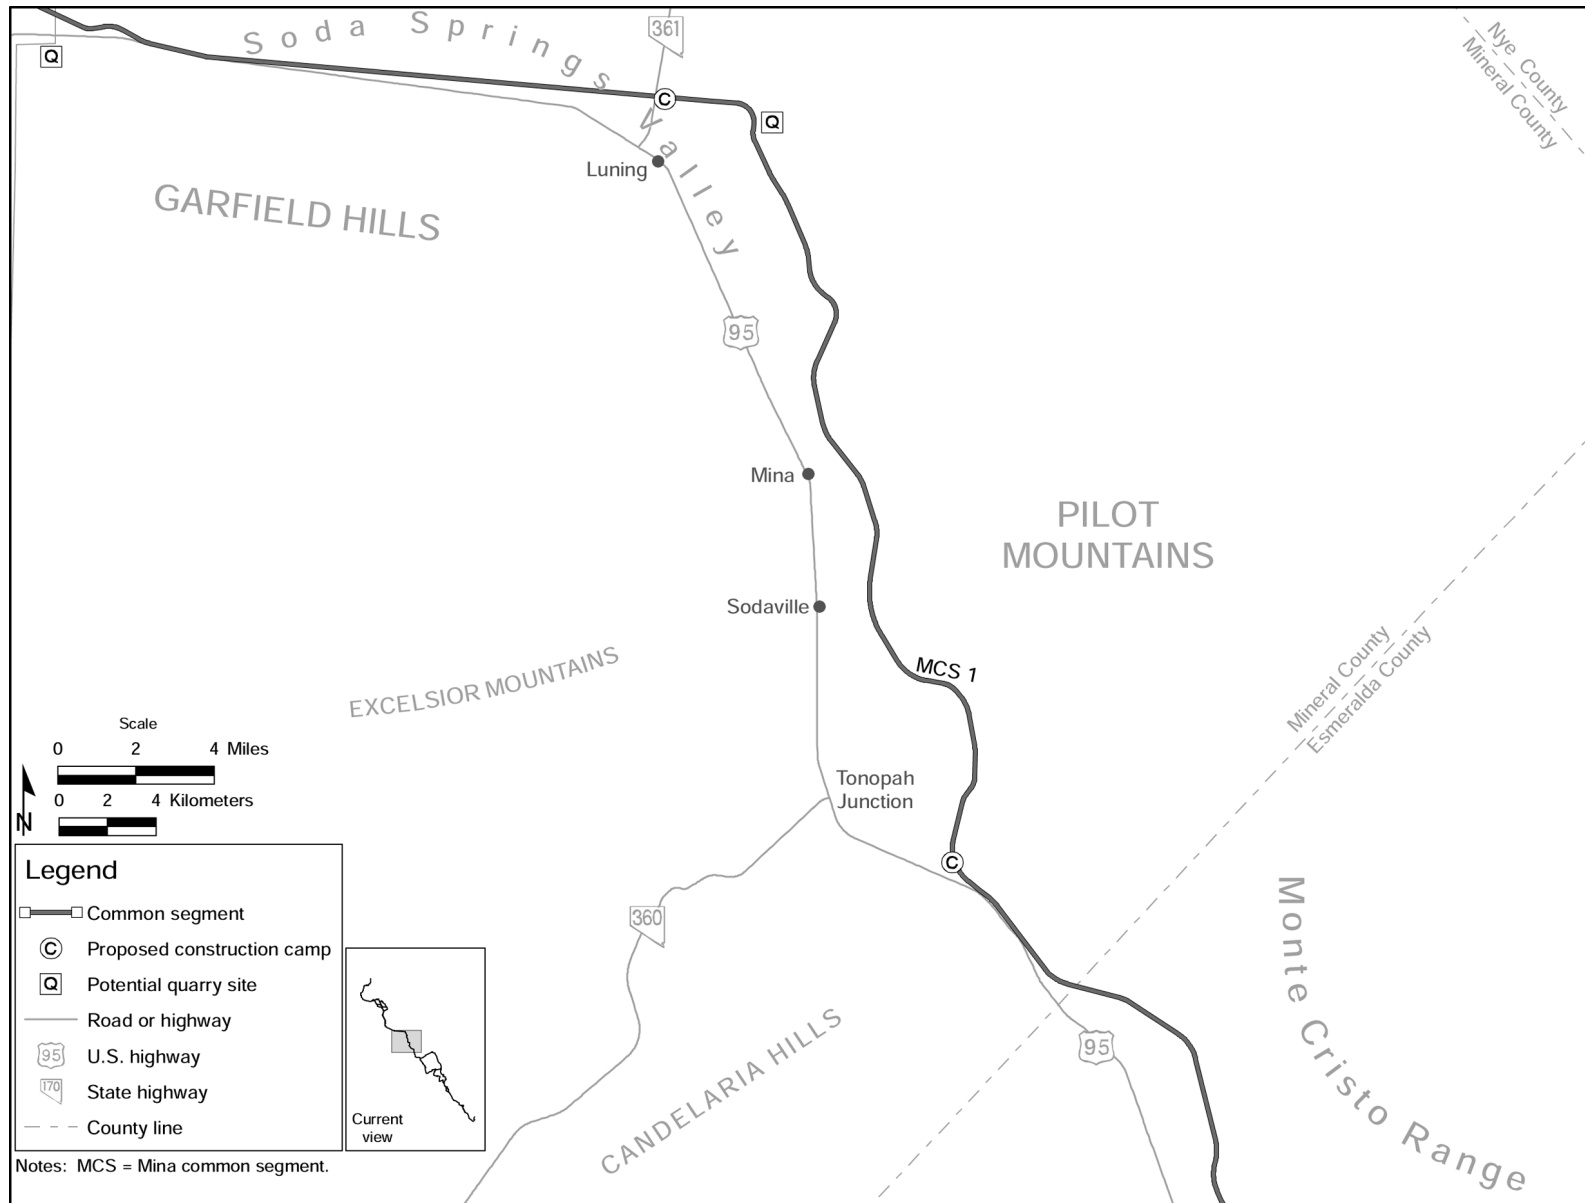 Soda Springs Valley
361
Nye County
Mineral County
Q
C
Q
Luning
GARFIELD HILLS
95
Mina
PILOT
MOUNTAINS
Sodaville
MCS 1
EXCELSIOR MOUNTAINS
Mineral County
Esmeralda County
Scale
0 2 4 Miles
0 2 4 Kilometers
N
Tonopah
Junction
C
360
95
CANDELARIA HILLS
Monte Cristo Range
Legend
Common segment
C Proposed construction camp
Q Potential quarry site
Road or highway
95 U.S. highway
170 State highway
County line
Current
view
Notes: MCS = Mina common segment.